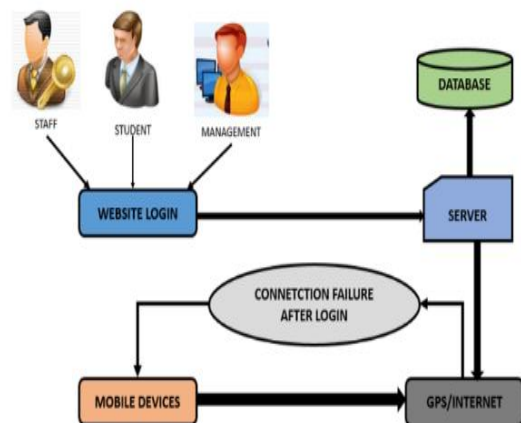 STAFF
STUDENT
MANAGEMENT
DATABASE
WEBSITE LOGIN
SERVER
CONNETCTION FAILURE
AFTER LOGIN
MOBILE DEVICES
GPS/INTERNET